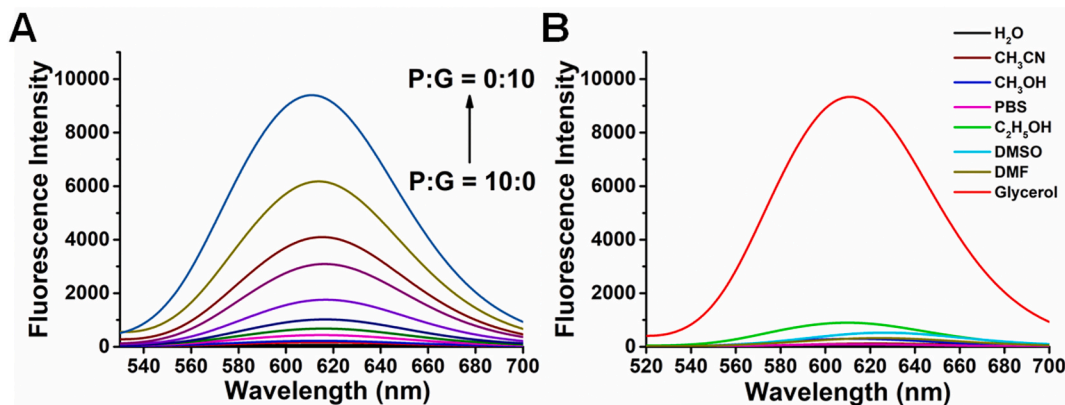 A
Fluorescence Intensity
10000
8000
6000
4000
2000
0
P:G = 0:10
P:G = 10:0
540 560 580 600 620 640 660 680 700
Wavelength (nm)
B
Fluorescence Intensity
10000
8000
6000
4000
2000
0
H₂O
CH₃CN
CH₃OH
PBS
C₂H₅OH
DMSO
DMF
Glycerol
520 540 560 580 600 620 640 660 680 700
Wavelength (nm)